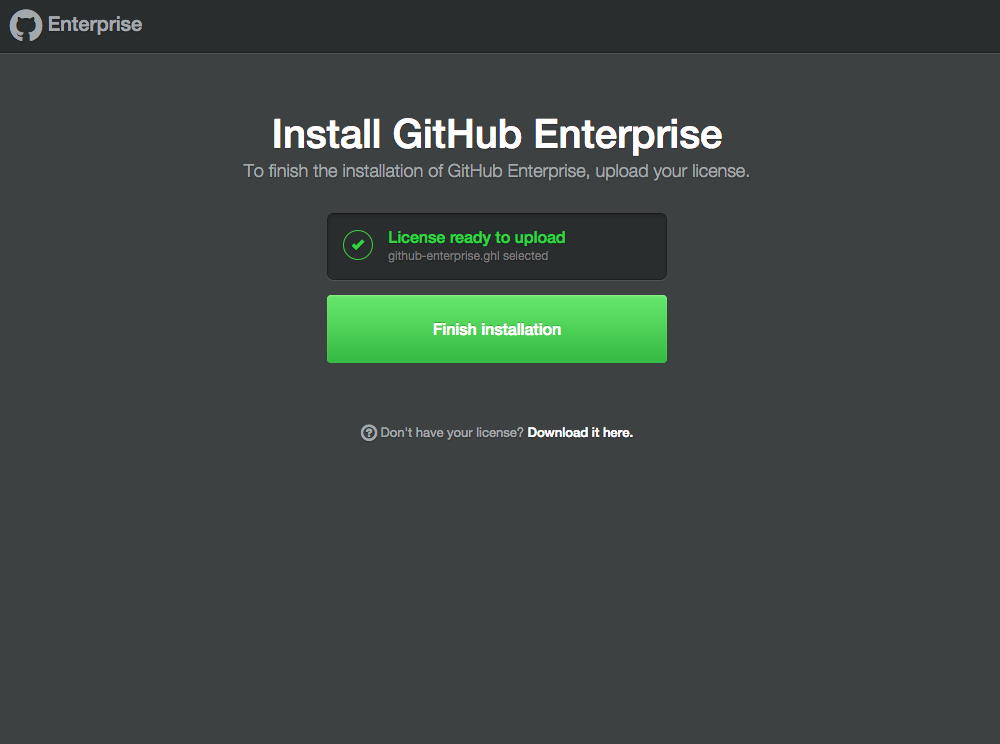 Enterprise
Install GitHub Enterprise
To finish the installation of GitHub Enterprise, upload your license.
License ready to upload
github-enterprise.ghl selected
Finish installation
Don't have your license? Download it here.